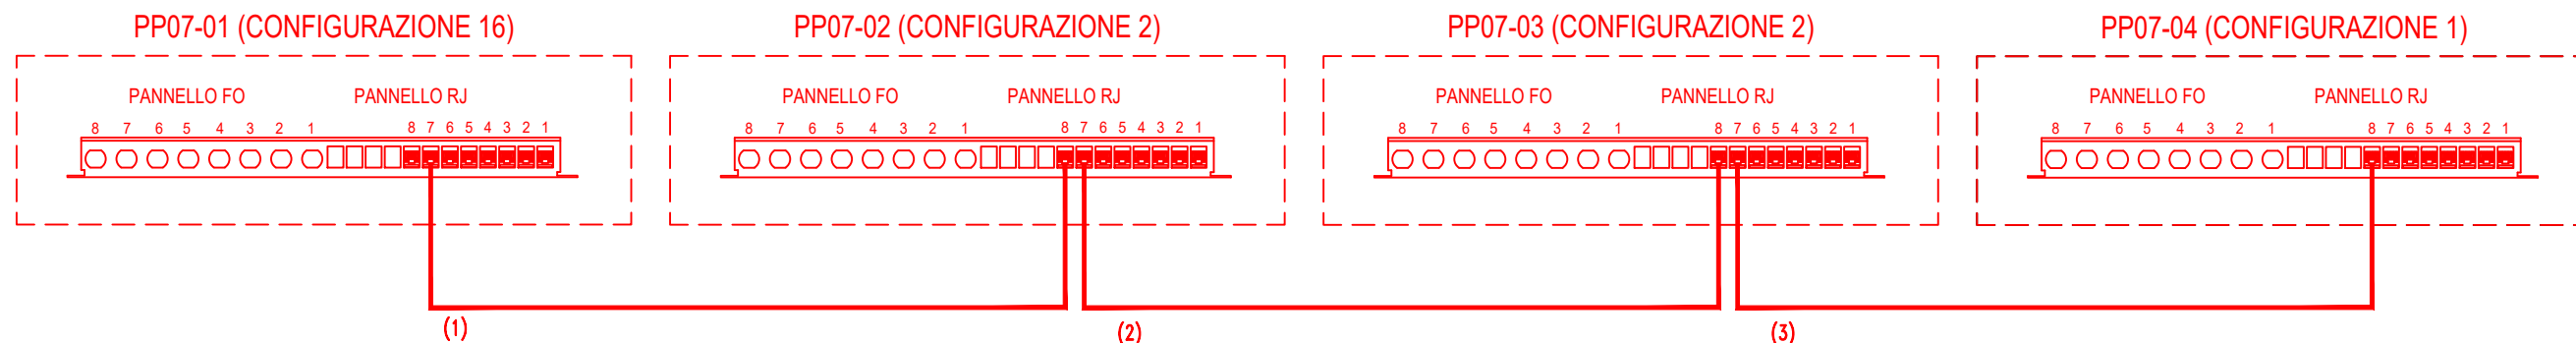 PP07-01 (CONFIGURAZIONE 16) PP07-02 (CONFIGURAZIONE 2) PP07-03 (CONFIGURAZIONE 2) PP07-04 (CONFIGURAZIONE 1)
PANNELLO FO PANNELLO RJ PANNELLO FO PANNELLO RJ PANNELLO FO PANNELLO RJ PANNELLO FO PANNELLO RJ
8 7 6 5 4 3 2 1 8 7 6 5 4 3 2 1 8 7 6 5 4 3 2 1 8 7 6 5 4 3 2 1 8 7 6 5 4 3 2 1 8 7 6 5 4 3 2 1 8 7 6 5 4 3 2 1 8 7 6 5 4 3 2 1
(1) (2) (3)